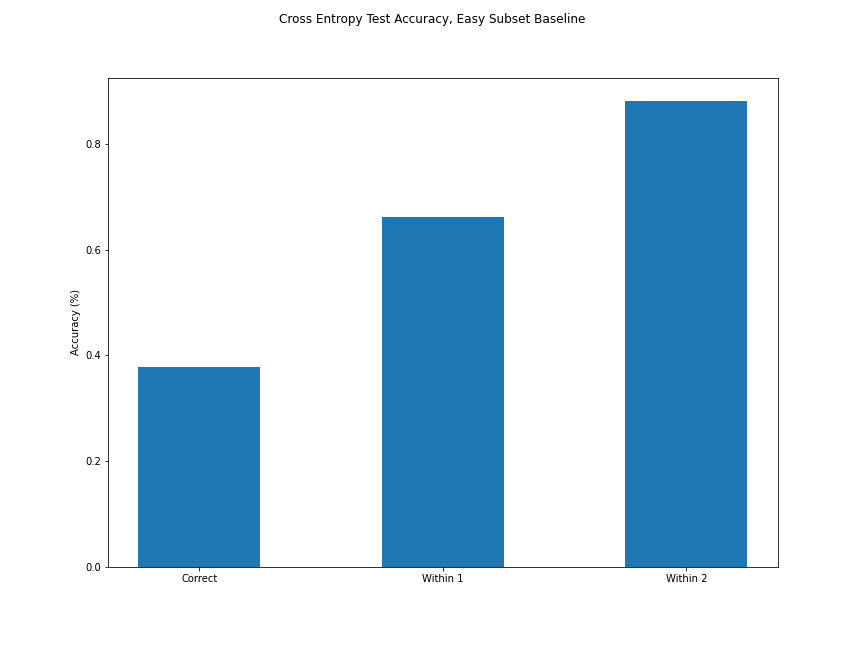 Cross Entropy Test Accuracy, Easy Subset Baseline
Accuracy (%)
0.8
0.6
0.4
0.2
0.0
Correct Within 1 Within 2